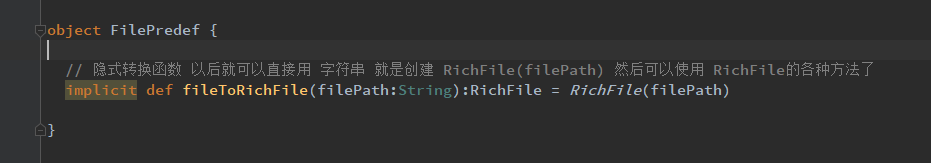 object FilePredef {
// 隐式转换函数 以后就可以直接用 字符串 就是创建 RichFile(filePath) 然后可以使用 RichFile的各种方法了
implicit def fileToRichFile(filePath:String):RichFile = RichFile(filePath)
}